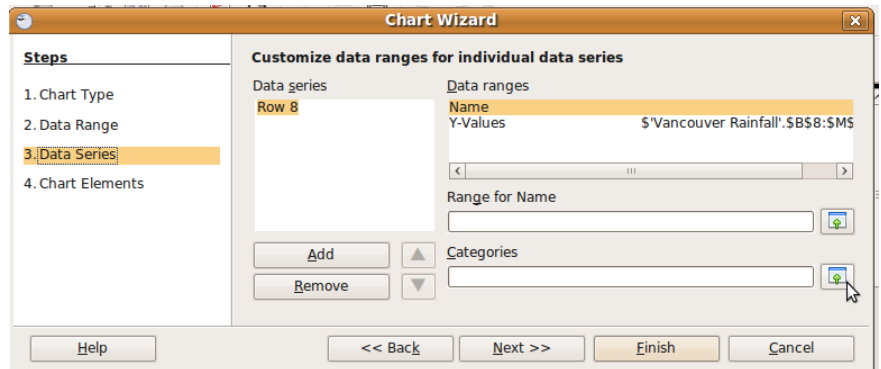 Chart Wizard
Steps
1. Chart Type
2. Data Range
3. Data Series
4. Chart Elements
Customize data ranges for individual data series
Data series
Row 8
Add
Remove
Data ranges
Name
Y-Values $'Vancouver Rainfall'.$B$8:$M$
Range for Name
Categories
Help
<< Back
Next >>
Finish
Cancel